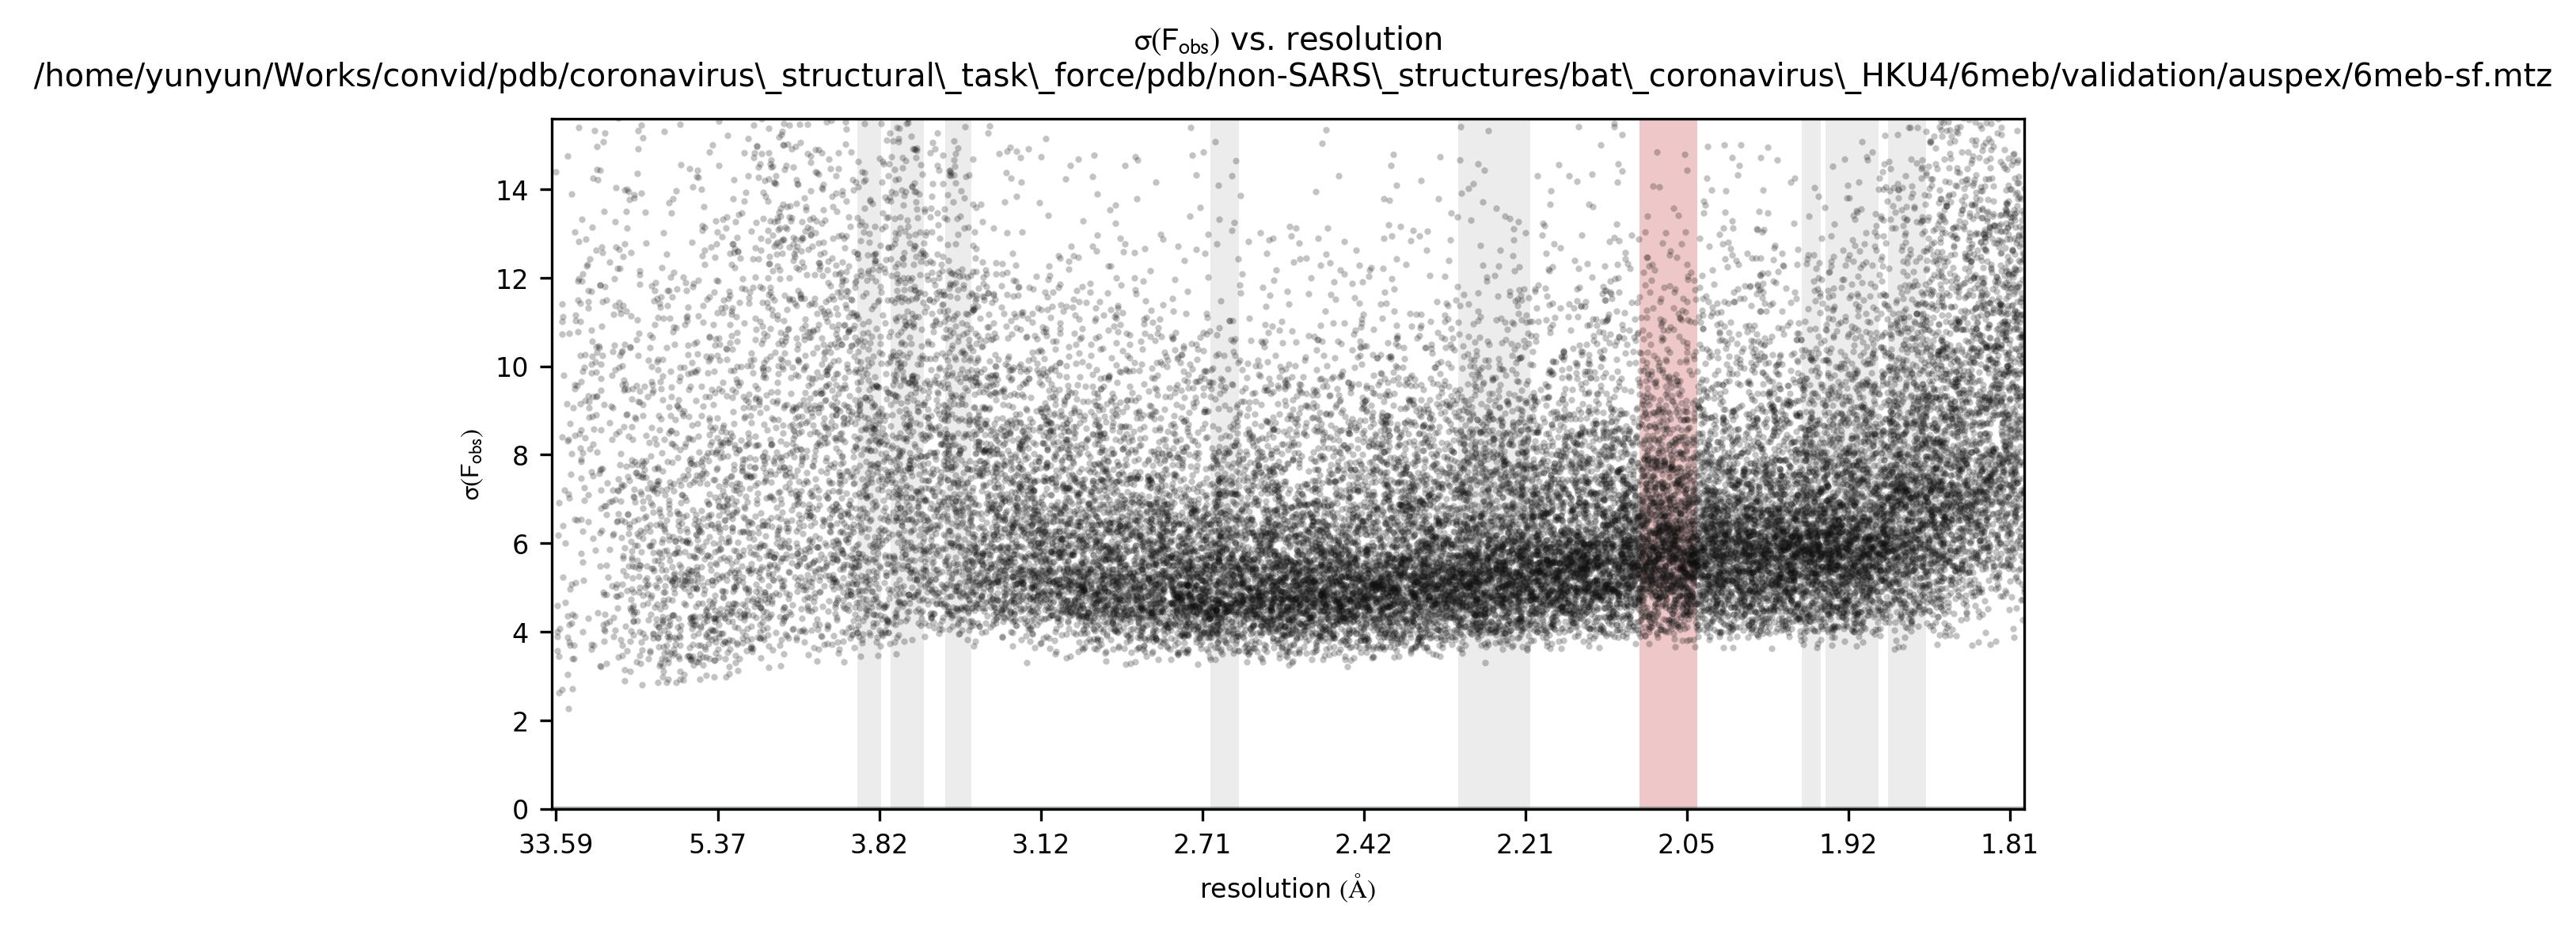 σ(Fobs) vs. resolution
/home/yunyun/Works/convid/pdb/coronavirus\_structural\_task\_force/pdb/non-SARS\_structures/bat\_coronavirus\_HKU4/6meb/validation/auspex/6meb-sf.mtz
σ(Fobs)
14
12
10
8
6
4
2
0
33.59 5.37 3.82 3.12 2.71 2.42 2.21 2.05 1.92 1.81
resolution (Å)